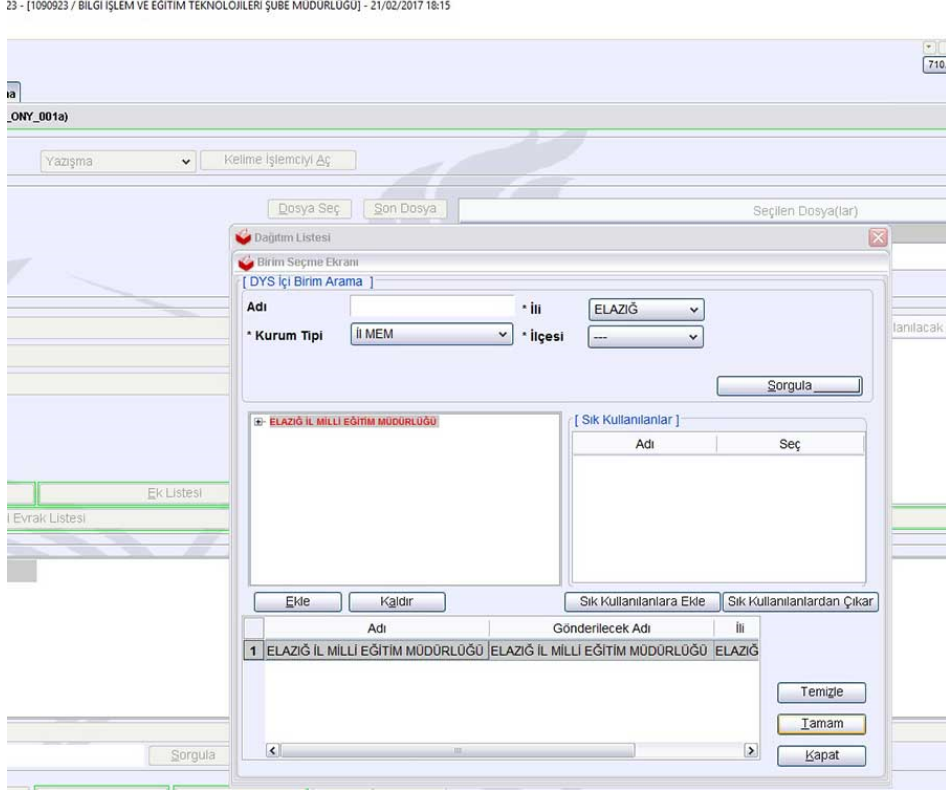 23 - [1090923 / BİLGİ İŞLEM VE EĞİTİM TEKNOLOJİLERİ ŞUBE MÜDÜRLÜĞÜ] - 21/02/2017 18:15
710
_ONY_001a)
Yazışma Kelime İşlemciyi Aç
Dosya Seç Son Dosya Seçilen Dosya(lar)
Dağıtım Listesi
Birim Seçme Ekranı
[ DYS İçi Birim Arama ]
Adı * İli ELAZIĞ
* Kurum Tipi İl MEM * İlçesi ---
Sorgula
ELAZIĞ İL MİLLİ EĞİTİM MÜDÜRLÜĞÜ
[ Sık Kullanılanlar ]
Adı Seç
Ek Listesi
i Evrak Listesi
Ekle Kaldır Sık Kullanılanlara Ekle Sık Kullanılanlardan Çıkar
Adı Gönderilecek Adı İli
1 ELAZIĞ İL MİLLİ EĞİTİM MÜDÜRLÜĞÜ ELAZIĞ İL MİLLİ EĞİTİM MÜDÜRLÜĞÜ ELAZIĞ
Temizle
Tamam
Sorgula Kapat